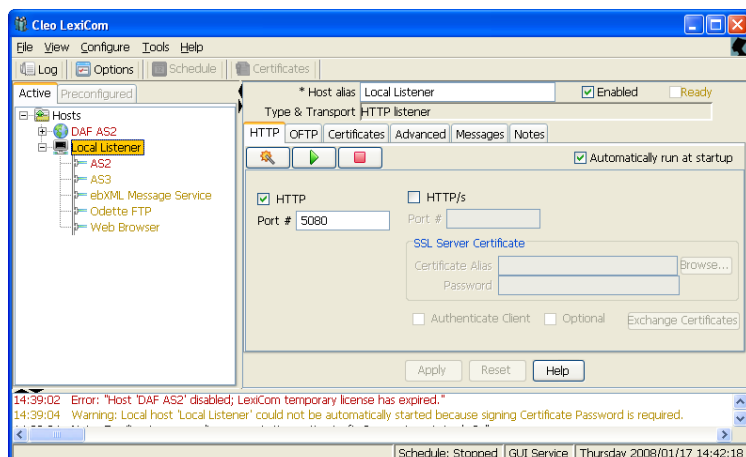 Cleo LexiCom
File View Configure Tools Help
Log Options Schedule Certificates
Active Preconfigured
Hosts
DAF AS2
Local Listener
AS2
AS3
ebXML Message Service
Odette FTP
Web Browser
* Host alias Local Listener Enabled Ready
Type & Transport HTTP listener
HTTP OFTP Certificates Advanced Messages Notes
Automatically run at startup
HTTP HTTP/s
Port # 5080 Port #
SSL Server Certificate
Certificate Alias Browse...
Password
Authenticate Client Optional Exchange Certificates
Apply Reset Help
14:39:02 Error: "Host 'DAF AS2' disabled; LexiCom temporary license has expired."
14:39:04 Warning: Local host 'Local Listener' could not be automatically started because signing Certificate Password is required.
Schedule: Stopped GUI Service Thursday 2008/01/17 14:42:18